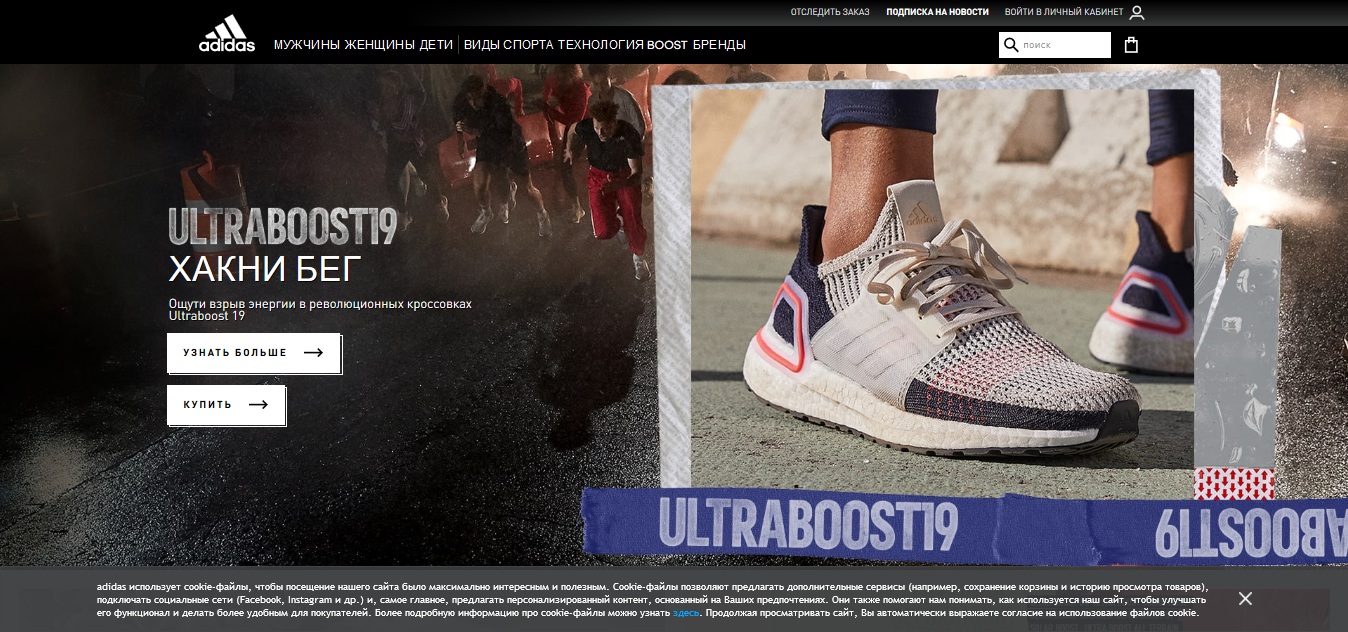 ОТСЛЕДИТЬ ЗАКАЗ ПОДПИСКА НА НОВОСТИ ВОЙТИ В ЛИЧНЫЙ КАБИНЕТ
adidas
МУЖЧИНЫ ЖЕНЩИНЫ ДЕТИ ВИДЫ СПОРТА ТЕХНОЛОГИЯ BOOST БРЕНДЫ
ПОИСК
adidas
ULTRABOOST19
ХАКНИ БЕГ
Ощути взрыв энергии в революционных кроссовках
Ultraboost 19
УЗНАТЬ БОЛЬШЕ
КУПИТЬ
ULTRABOOST19
ULTRABOOST19
adidas использует cookie-файлы, чтобы посещение нашего сайта было максимально интересным и полезным. Cookie-файлы позволяют предлагать дополнительные сервисы (например, сохранение корзины и историю просмотра товаров),
подключать социальные сети (Facebook, Instagram и др.) и, самое главное, предлагать персонализированный контент, основанный на Ваших предпочтениях. Они также помогают нам понимать, как используется наш сайт, чтобы улучшать
его функционал и делать более удобным для покупателей. Более подробную информацию про cookie-файлы можно узнать здесь. Продолжая просматривать сайт, Вы автоматически выражаете согласие на использование файлов cookie.